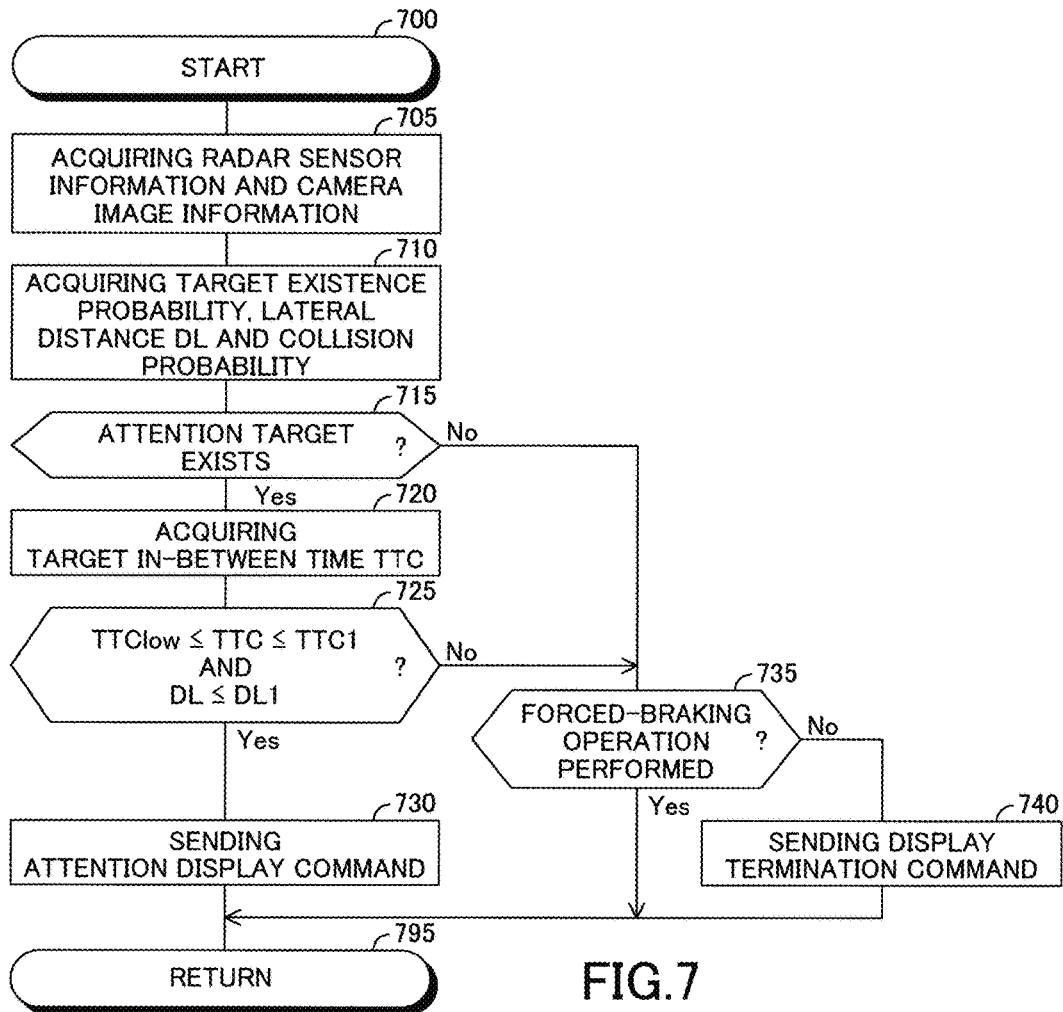 700
START
705
ACQUIRING RADAR SENSOR
INFORMATION AND CAMERA
IMAGE INFORMATION
710
ACQUIRING TARGET EXISTENCE
PROBABILITY, LATERAL
DISTANCE DL AND COLLISION
PROBABILITY
715
ATTENTION TARGET
EXISTS
?
No
Yes
720
ACQUIRING
TARGET IN-BETWEEN TIME TTC
725
TTClow ≦ TTC ≦ TTC1
AND
DL ≦ DL1
?
No
Yes
735
FORCED-BRAKING
OPERATION
PERFORMED
?
No
Yes
730
SENDING
ATTENTION DISPLAY COMMAND
740
SENDING DISPLAY
TERMINATION COMMAND
795
RETURN
FIG.7